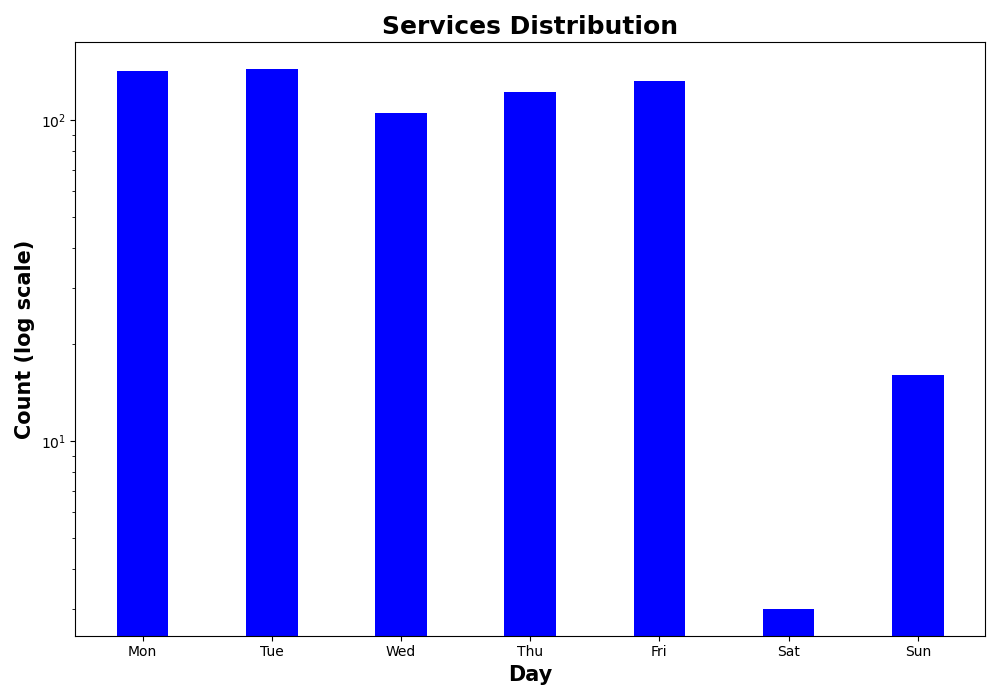 Services Distribution
Count (log scale)
10²
10¹
Mon Tue Wed Thu Fri Sat Sun
Day